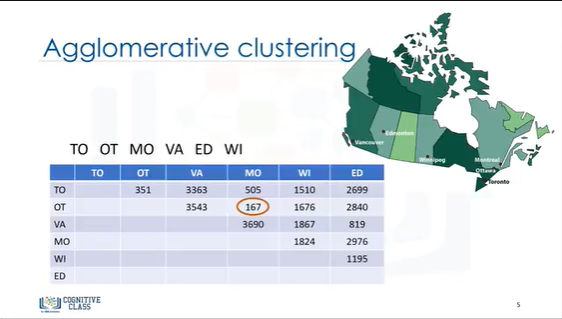 Agglomerative clustering
Edmonton
Vancouver
Winnipeg
Montreal
Ottawa
Toronto
TO OT MO VA ED WI
TO OT VA MO WI ED
TO 351 3363 505 1510 2699
OT 3543 167 1676 2840
VA 3690 1867 819
MO 1824 2976
WI 1195
ED
COGNITIVE
CLASS
5